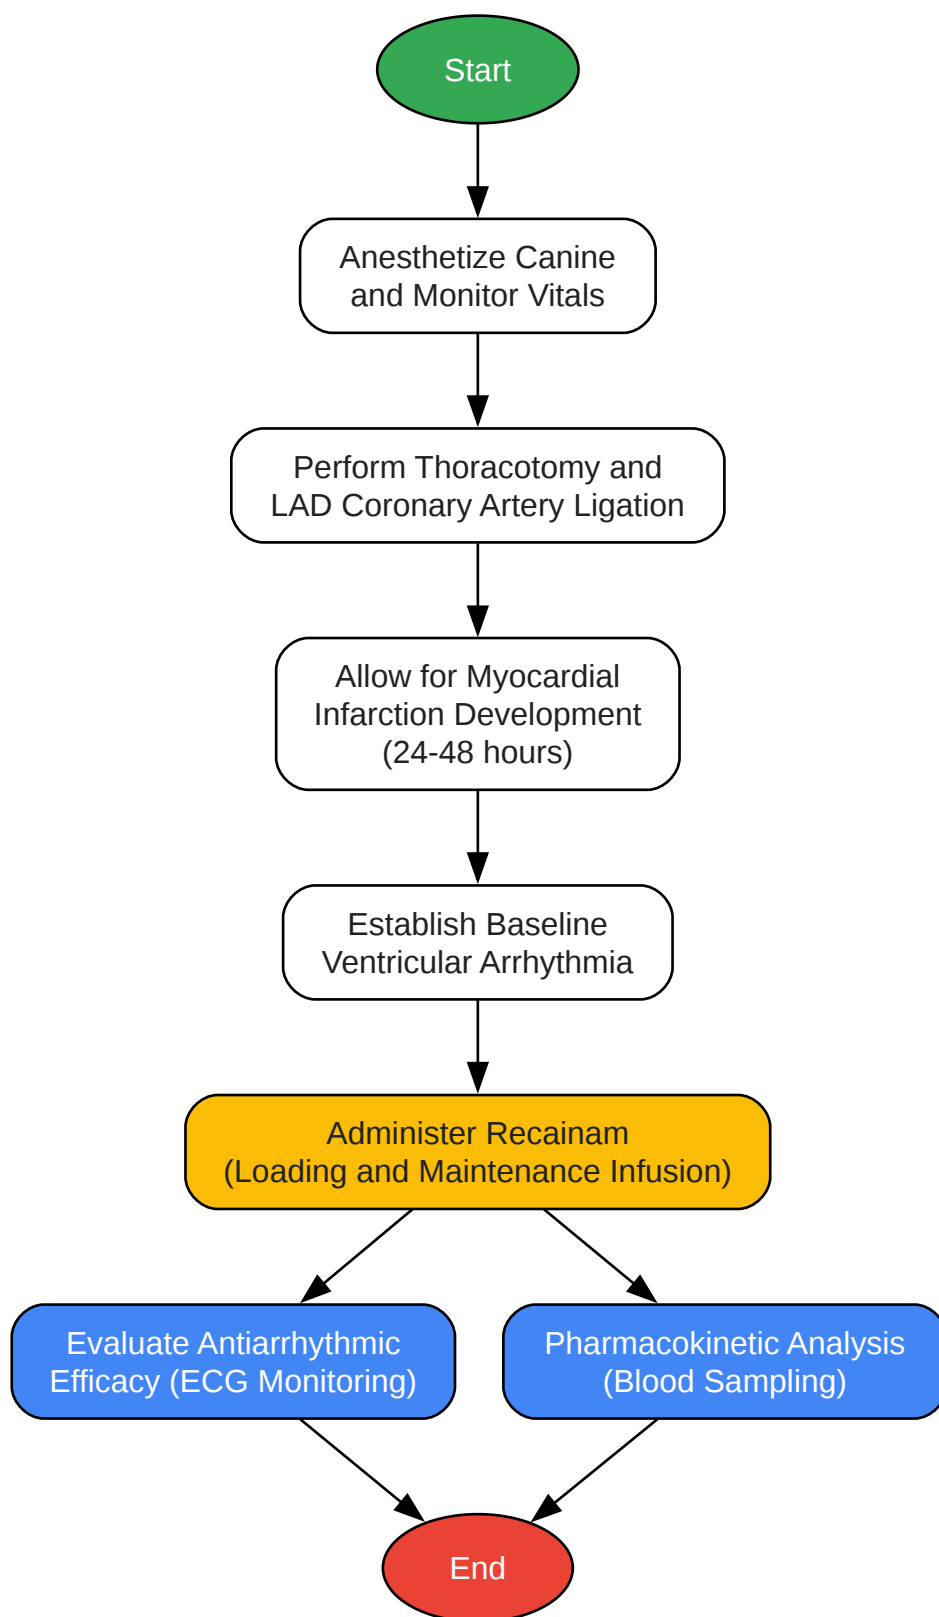 Start
Anesthetize Canine
and Monitor Vitals
Perform Thoracotomy and
LAD Coronary Artery Ligation
Allow for Myocardial
Infarction Development
(24-48 hours)
Establish Baseline
Ventricular Arrhythmia
Administer Recainam
(Loading and Maintenance Infusion)
Evaluate Antiarrhythmic
Efficacy (ECG Monitoring)
Pharmacokinetic Analysis
(Blood Sampling)
End